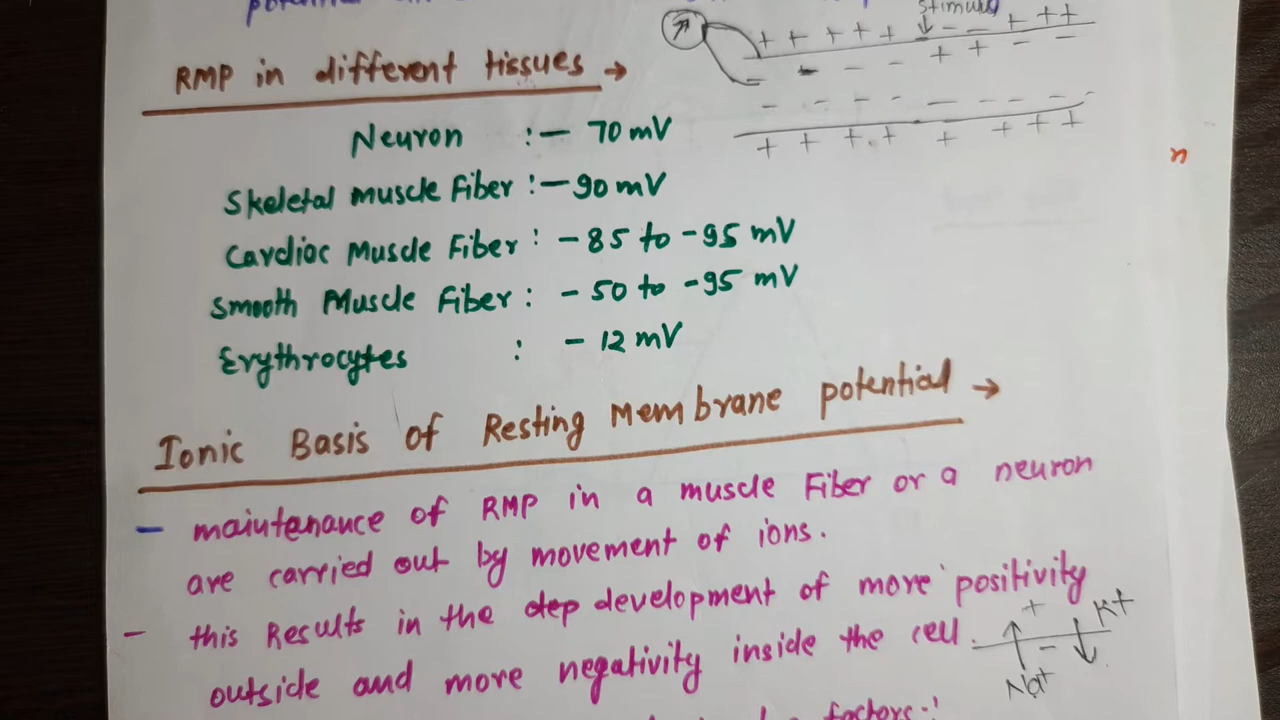 potential
stimulus
+ + + + + - - + + +
- - - - + + - -
RMP in different tissues →
- - - - - - - -
+ + + + + + + +
Neuron : - 70 mV
n
Skeletal muscle Fiber : - 90 mV
Cardiac Muscle Fiber : - 85 to - 95 mV
Smooth Muscle Fiber : - 50 to - 95 mV
Erythrocytes : - 12 mV
Ionic Basis of Resting Membrane potential →
- maintenance of RMP in a muscle Fiber or a neuron
are carried out by movement of ions.
- this Results in the dep development of more positivity
outside and more negativity inside the cell.
+ K+
-
Na+
factors :